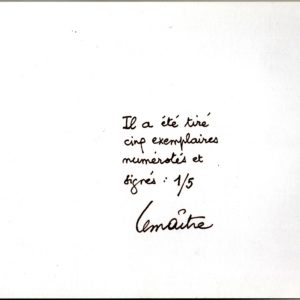 Il a été tiré
cinq exemplaires
numérotés et
signés : 1/5
Lemaître